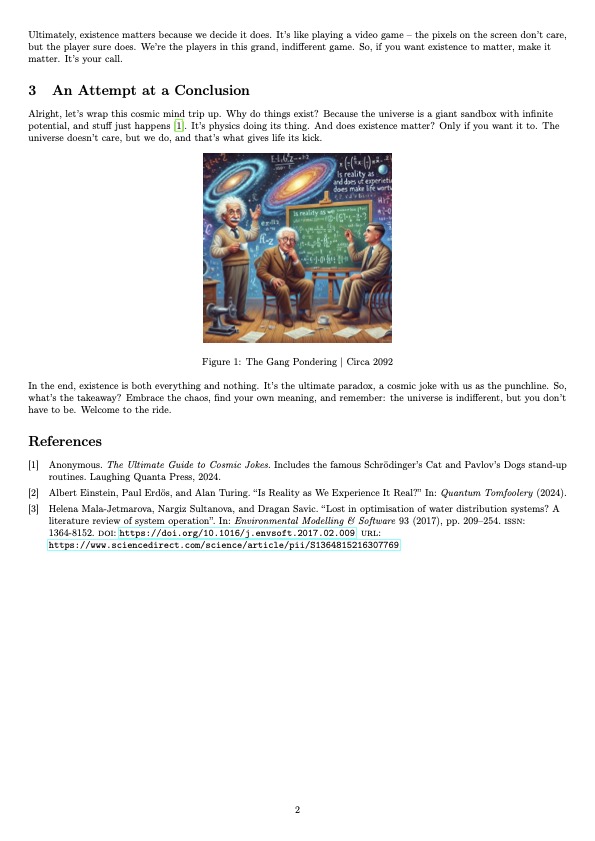 Ultimately, existence matters because we decide it does. It's like playing a video game – the pixels on the screen don't care,
but the player sure does. We're the players in this grand, indifferent game. So, if you want existence to matter, make it
matter. It's your call.
3 An Attempt at a Conclusion
Alright, let's wrap this cosmic mind trip up. Why do things exist? Because the universe is a giant sandbox with infinite
potential, and stuff just happens [1]. It's physics doing its thing. And does existence matter? Only if you want it to. The
universe doesn't care, but we do, and that's what gives life its kick.
Is reality as
and does ut experietic
does make life worts
Is reality as we
Figure 1: The Gang Pondering | Circa 2092
In the end, existence is both everything and nothing. It's the ultimate paradox, a cosmic joke with us as the punchline. So,
what's the takeaway? Embrace the chaos, find your own meaning, and remember: the universe is indifferent, but you don't
have to be. Welcome to the ride.
References
[1] Anonymous. The Ultimate Guide to Cosmic Jokes. Includes the famous Schrödinger's Cat and Pavlov's Dogs stand-up
routines. Laughing Quanta Press, 2024.
[2] Albert Einstein, Paul Erdös, and Alan Turing. “Is Reality as We Experience It Real?” In: Quantum Tomfoolery (2024).
[3] Helena Mala-Jetmarova, Nargiz Sultanova, and Dragan Savic. “Lost in optimisation of water distribution systems? A
literature review of system operation”. In: Environmental Modelling & Software 93 (2017), pp. 209–254. ISSN:
1364-8152. DOI: https://doi.org/10.1016/j.envsoft.2017.02.009. URL:
https://www.sciencedirect.com/science/article/pii/S1364815216307769
2